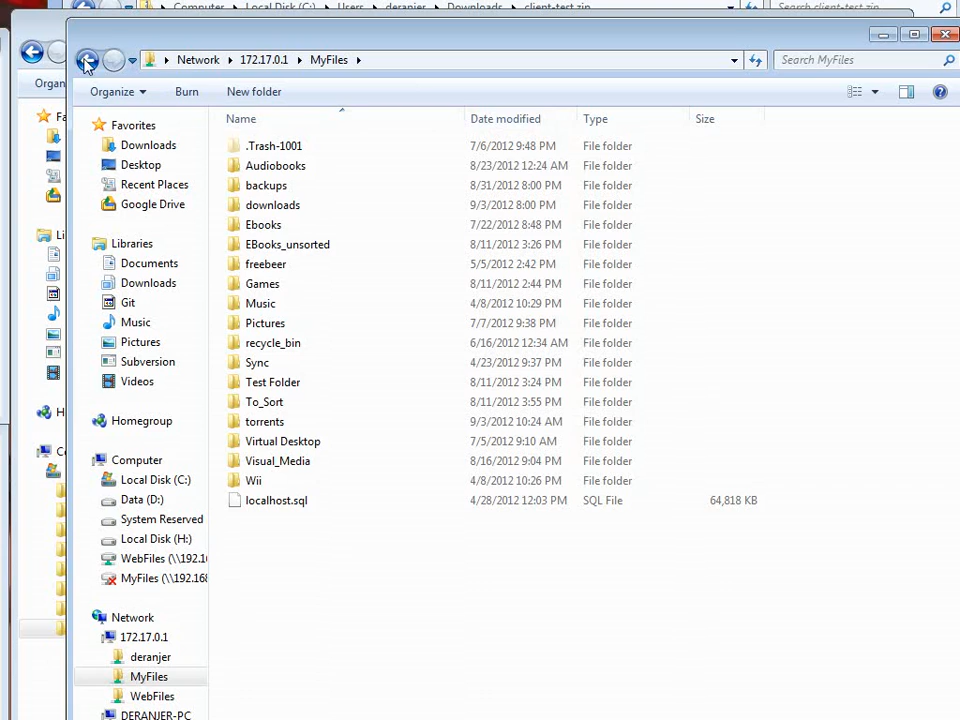 Computer Local Disk (C:) Users deranjer Downloads client-test.zip Search client-test.zip
Network 172.17.0.1 MyFiles Search MyFiles
Organ
Organize Burn New folder
Name Date modified Type Size
Fa
Favorites
.Trash-1001 7/6/2012 9:48 PM File folder
Downloads
Audiobooks 8/23/2012 12:24 AM File folder
Desktop
backups 8/31/2012 8:00 PM File folder
Recent Places
downloads 9/3/2012 8:00 PM File folder
Google Drive
Ebooks 7/22/2012 8:48 PM File folder
Li
Libraries
EBooks_unsorted 8/11/2012 3:26 PM File folder
Documents
freebeer 5/5/2012 2:42 PM File folder
Downloads
Games 8/11/2012 2:44 PM File folder
Git
Music 4/8/2012 10:29 PM File folder
Music
Pictures 7/7/2012 9:38 PM File folder
Pictures
recycle_bin 6/16/2012 12:34 AM File folder
Subversion
Sync 4/23/2012 9:37 PM File folder
Videos
Test Folder 8/11/2012 3:24 PM File folder
To_Sort 8/11/2012 3:55 PM File folder
H
Homegroup
torrents 9/3/2012 10:24 AM File folder
Virtual Desktop 7/5/2012 9:10 AM File folder
C
Computer
Visual_Media 8/16/2012 9:04 PM File folder
Local Disk (C:)
Wii 4/8/2012 10:26 PM File folder
Data (D:)
localhost.sql 4/28/2012 12:03 PM SQL File 64,818 KB
System Reserved
Local Disk (H:)
WebFiles (\\192.1
MyFiles (\\192.168
Network
172.17.0.1
deranjer
MyFiles
WebFiles
DERANJER-PC